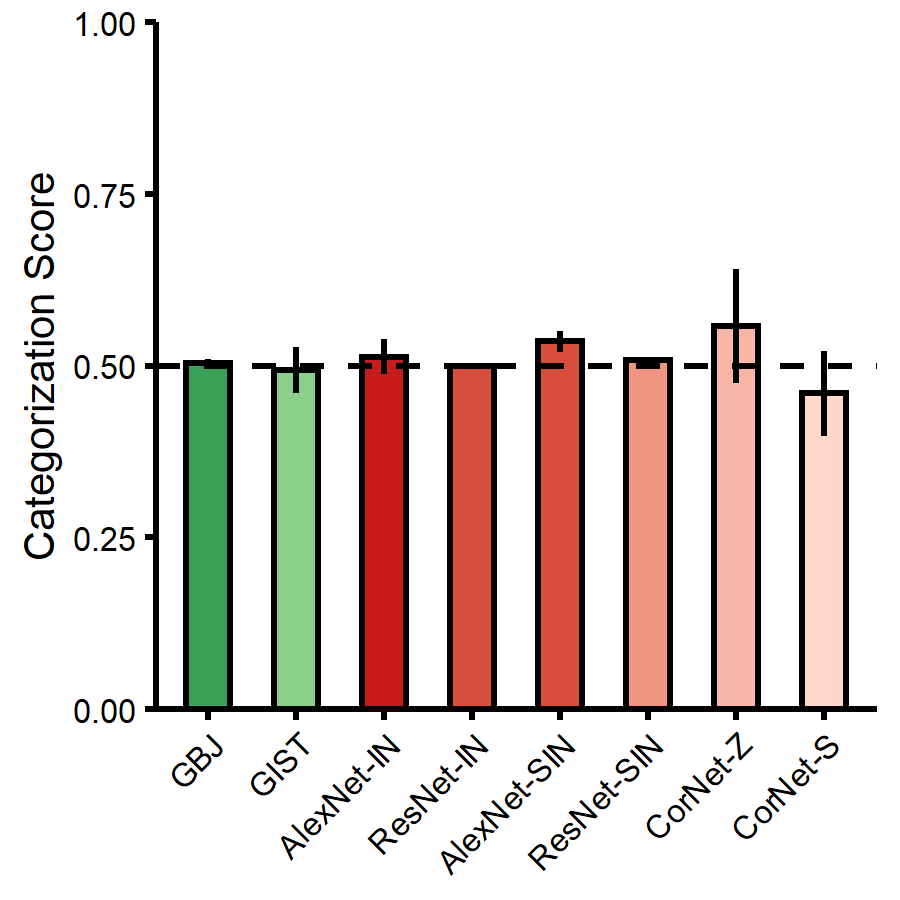 1.00
0.75
0.50
0.25
0.00
Categorization Score
GBJ
GIST
AlexNet-IN
ResNet-IN
AlexNet-SIN
ResNet-SIN
CorNet-Z
CorNet-S